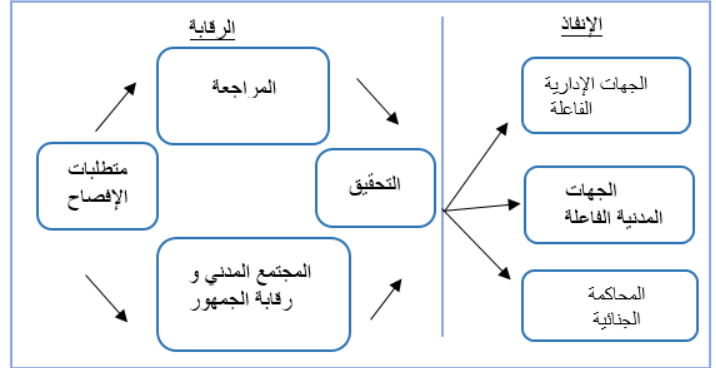 الرقابة
الإنفاذ
المراجعة
متطلبات
الإفصاح
التحقيق
المجتمع المدني و
رقابة الجمهور
الجهات الإدارية
الفاعلة
الجهات
المدنية الفاعلة
المحاكمة
الجنائية